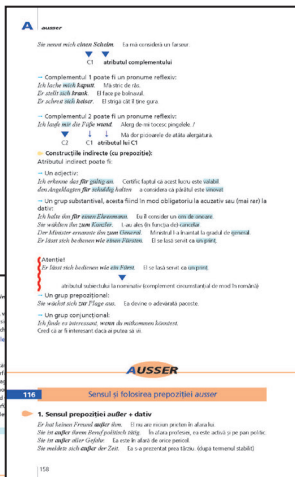 A ausser
Sie nennt mich einen Schelm. Ea mă consideră un farsor.
C1 atributul complementului
→ Complementul 1 poate fi un pronume reflexiv:
Ich lache mich kaputt. Mă stric de râs.
Er stellt sich krank. El face pe bolnavul.
Er schreit sich heiser. El strigă cât îl ține gura.
→ Complementul 2 poate fi un pronume reflexiv:
Ich laufe mir die Füße wund. Alerg de-mi tocesc pingelele. /
Mă dor picioarele de atâta alergătură.
C2 C1 atributul lei C1
Construcțiile indirecte (cu prepoziție):
Atributul indirect poate fi:
→ Un adjectiv:
Ich erkenne das für gültig an. Certific faptul că acest lucru este valabil.
den Angeklagten für schuldig halten a considera că pârâtul este vinovat
→ Un grup substantival, acesta fiind în mod obligatoriu la acuzativ sau (mai rar) la
dativ:
Ich halte ihn für einen Ehrenmann. Eu îl consider un om de onoare.
Sie wählten ihn zum Kanzler. L-au ales (în funcția de) cancelar.
Der Minister ernannte ihn zum General. Ministrul l-a înaintat la gradul de general.
Er lässt sich bedienen wie einen Fürsten. El se lasă servit ca un prinț.
Atenție!
Er lässt sich bedienen wie ein Fürst. El se lasă servit ca un prinț.
atributul subiectului la nominativ (complement circumstanțial de mod în română)
→ Un grup prepozițional:
Sie wächst sich zur Plage aus. Ea devine o adevărată pacoste.
→ Un grup conjuncțional:
Ich finde es interessant, wenn du mitkommen könntest.
Cred că ar fi interesant dacă ai putea să vii.
AUSSER
116 Sensul și folosirea prepoziției ausser
1. Sensul prepoziției außer + dativ
Er hat keinen Freund außer ihm. El nu are niciun prieten în afara lui.
Sie ist außer ihrem Beruf politisch tätig. În afara profesiei, ea este activă și pe plan politic.
Sie ist außer aller Gefahr. Ea este în afară de orice pericol.
Sie meldete sich außer der Zeit. Ea s-a prezentat prea târziu. (după termenul stabilit)
158